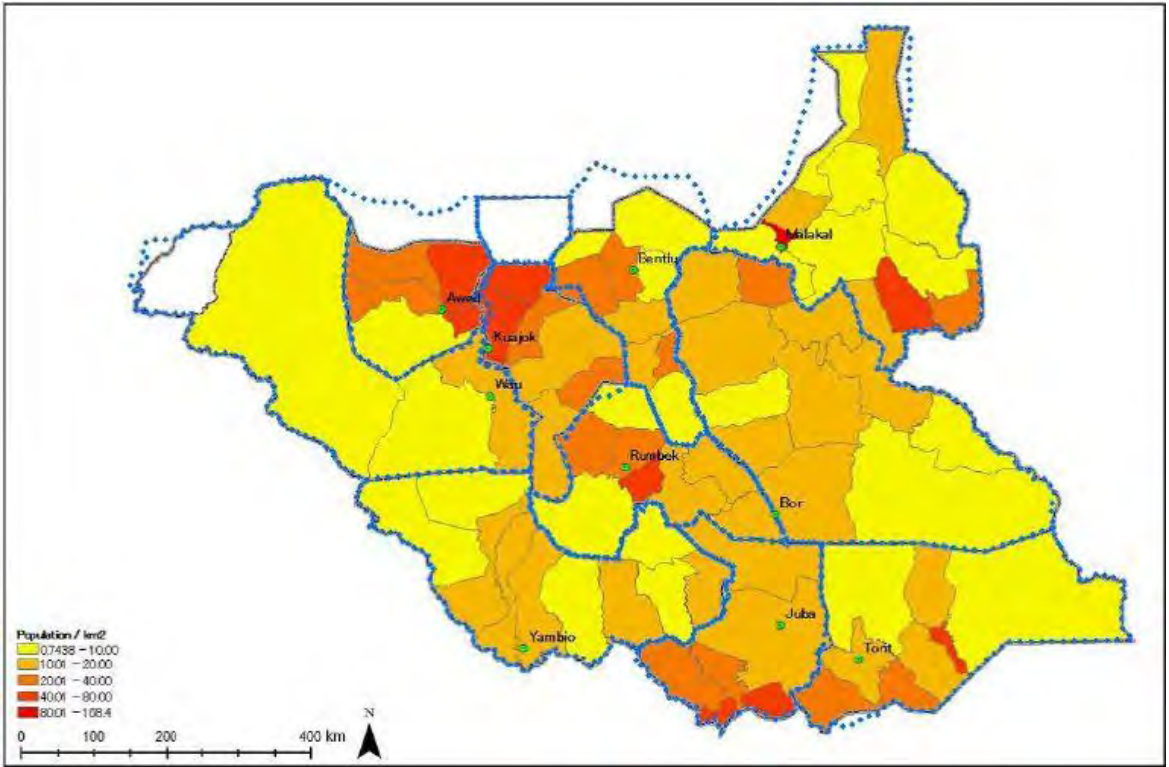 Malakal
Bentiu
Aweil
Kuajok
Wau
Rumbek
Bor
Juba
Yambio
Torit
Population / km2
0.7438 - 10.00
10.01 - 20.00
20.01 - 40.00
40.01 - 80.00
80.01 - 168.4
N
0 100 200 400 km